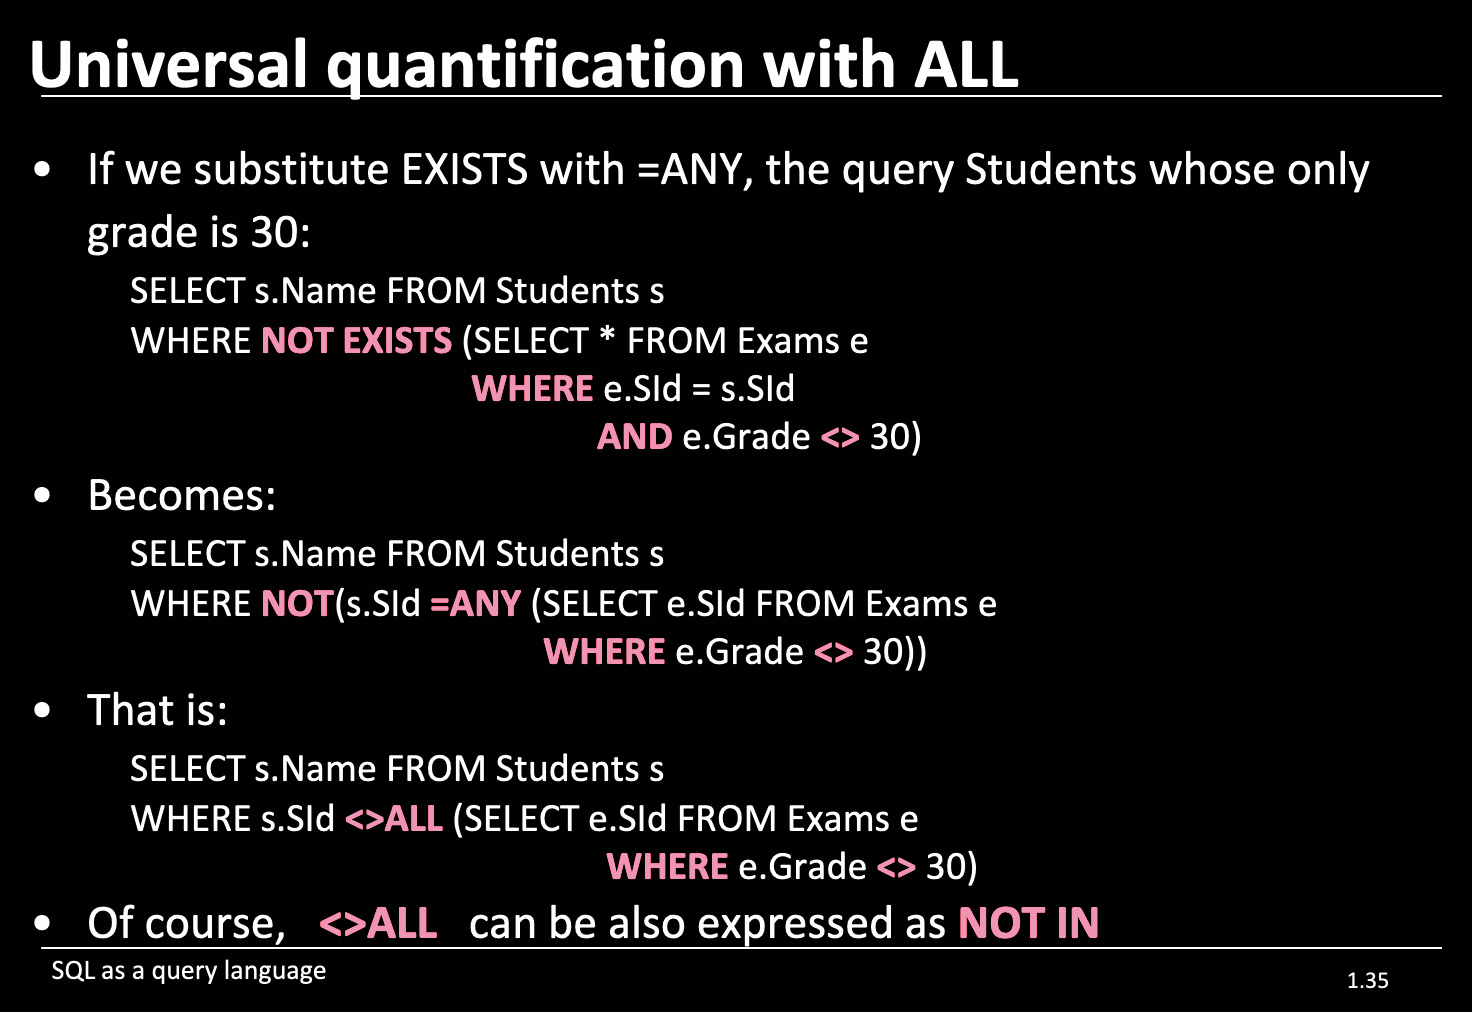 Universal quantification with ALL
• If we substitute EXISTS with =ANY, the query Students whose only
grade is 30:
SELECT s.Name FROM Students s
WHERE NOT EXISTS (SELECT * FROM Exams e
WHERE e.SId = s.SId
AND e.Grade <> 30)
• Becomes:
SELECT s.Name FROM Students s
WHERE NOT(s.SId =ANY (SELECT e.SId FROM Exams e
WHERE e.Grade <> 30))
• That is:
SELECT s.Name FROM Students s
WHERE s.SId <>ALL (SELECT e.SId FROM Exams e
WHERE e.Grade <> 30)
• Of course, <>ALL can be also expressed as NOT IN
SQL as a query language
1.35